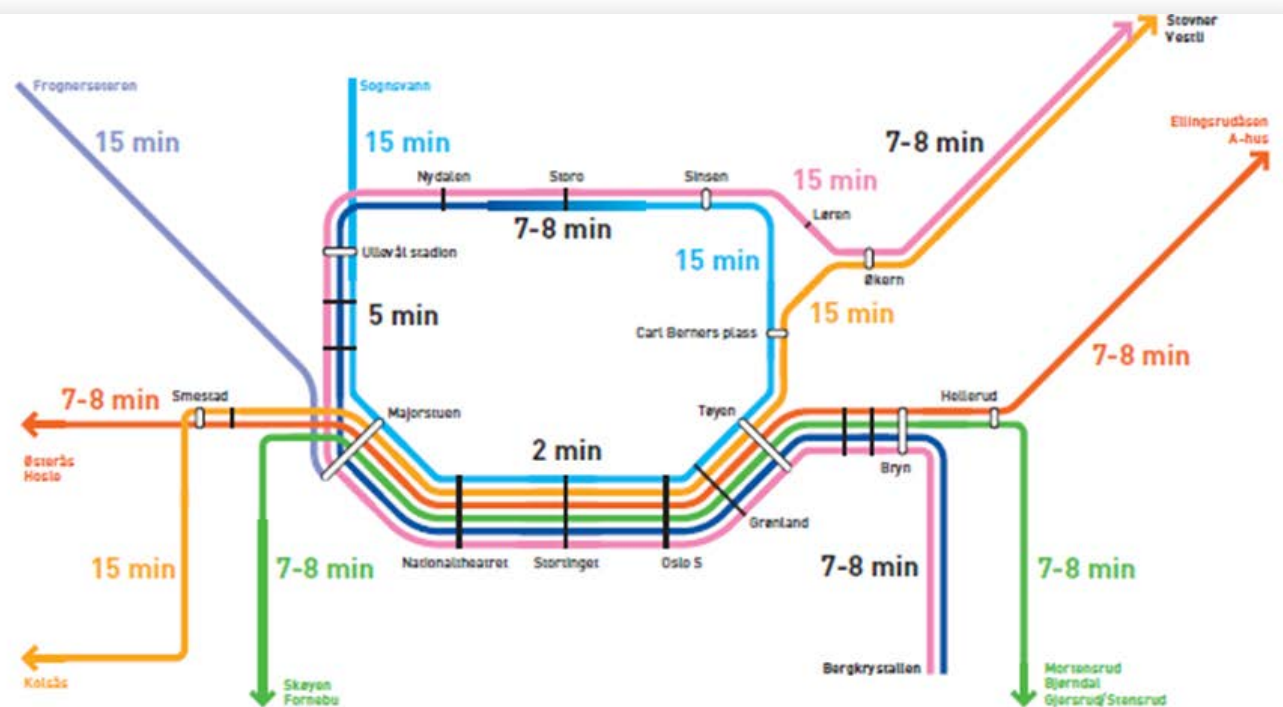 Stovner
Vestli
Frognerseteren
Sognsvann
15 min
15 min
7-8 min
Ellingsrudåsen
A-hus
Nydalen
Storo
Sinsen
15 min
Løren
7-8 min
Ullevål stadion
15 min
Økern
5 min
15 min
Carl Berners plass
7-8 min
7-8 min
Smestad
Majorstuen
Tøyen
Hellerud
2 min
Østerås
Hosle
Bryn
Grønland
Nationaltheatret
Stortinget
Oslo S
15 min
7-8 min
7-8 min
7-8 min
Bergkrystallen
Kolsås
Skøyen
Fornebu
Mortensrud
Bjørndal
Gjersrud/Stensrud